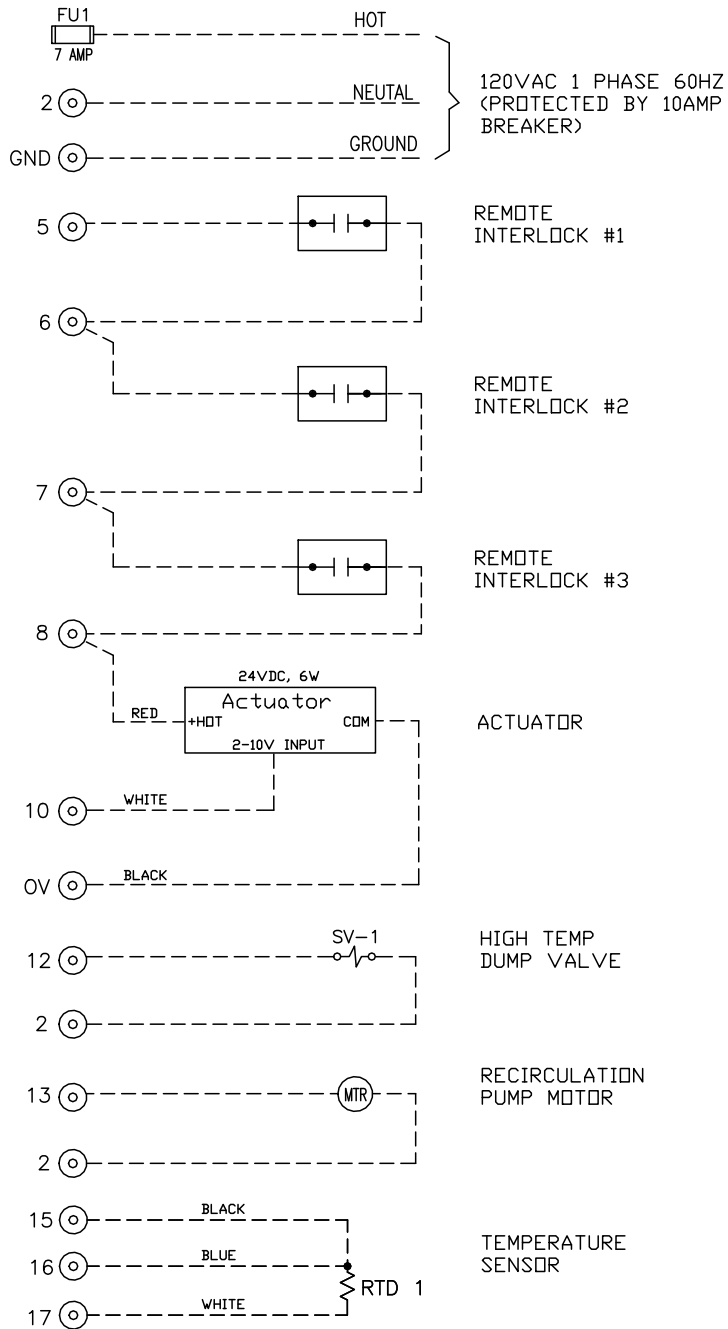 FU1
7 AMP
HOT
2
NEUTAL
GND
GROUND
120VAC 1 PHASE 60HZ
(PROTECTED BY 10AMP
BREAKER)
5
REMOTE
INTERLOCK #1
6
REMOTE
INTERLOCK #2
7
REMOTE
INTERLOCK #3
8
24VDC, 6W
Actuator
RED
+HOT
COM
2-10V INPUT
ACTUATOR
10
WHITE
0V
BLACK
12
SV-1
HIGH TEMP
DUMP VALVE
2
13
MTR
RECIRCULATION
PUMP MOTOR
2
15
BLACK
16
BLUE
TEMPERATURE
SENSOR
RTD 1
17
WHITE